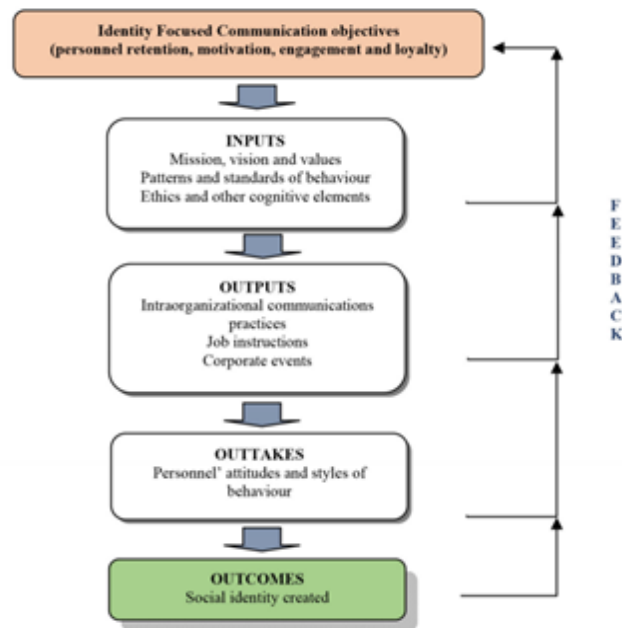 Identity Focused Communication objectives
(personnel retention, motivation, engagement and loyalty)
INPUTS
Mission, vision and values
Patterns and standards of behaviour
Ethics and other cognitive elements
OUTPUTS
Intraorganizational communications
practices
Job instructions
Corporate events
OUTTAKES
Personnel' attitudes and styles of
behaviour
OUTCOMES
Social identity created
F
E
E
D
B
A
C
K